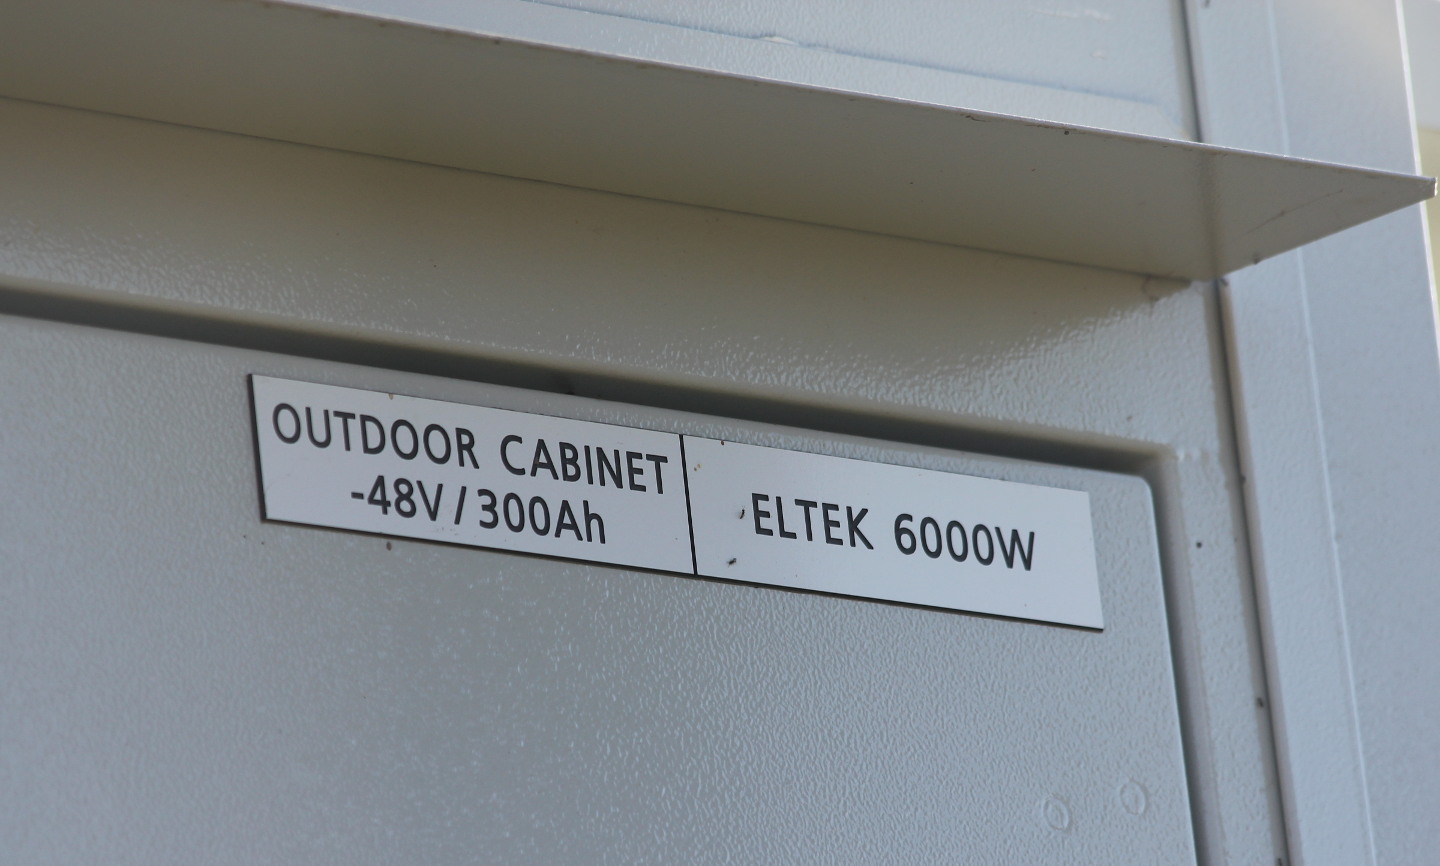 OUTDOOR CABINET
-48V/300Ah
ELTEK 6000W